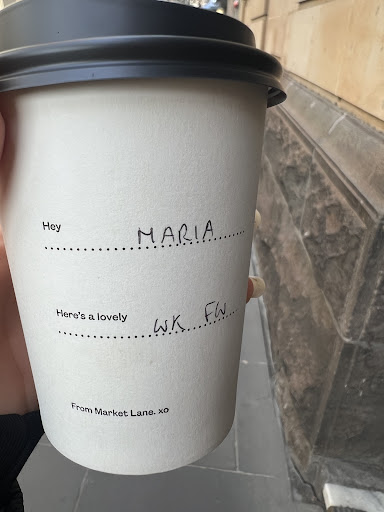 Hey MARIA
Here's a lovely WK FW
From Market Lane. xo